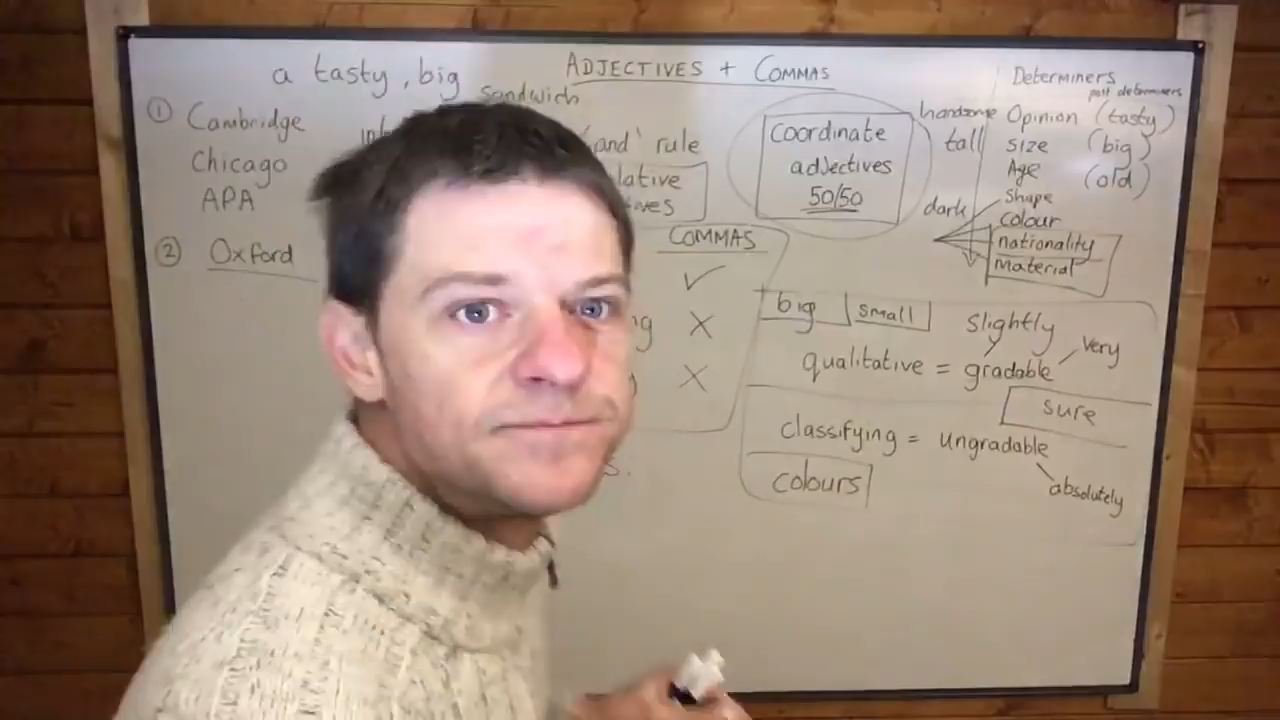 ADJECTIVES + COMMAS
a tasty, big
sandwich
① Cambridge
Chicago
APA
② Oxford
'and' rule
COMMAS
✓
X
X
coordinate
adjectives
50/50
Determiners
post determiners
handsome Opinion (tasty)
tall size (big)
Age (old)
dark shape
colour
nationality
material
big small slightly
qualitative = gradable very
sure
classifying = ungradable
colours absolutely